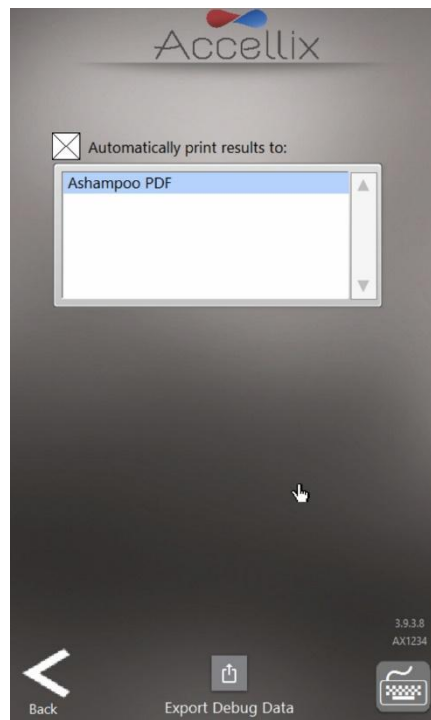 Accellix
Automatically print results to:
Ashampoo PDF
3.9.3.8
AX1234
Back
Export Debug Data